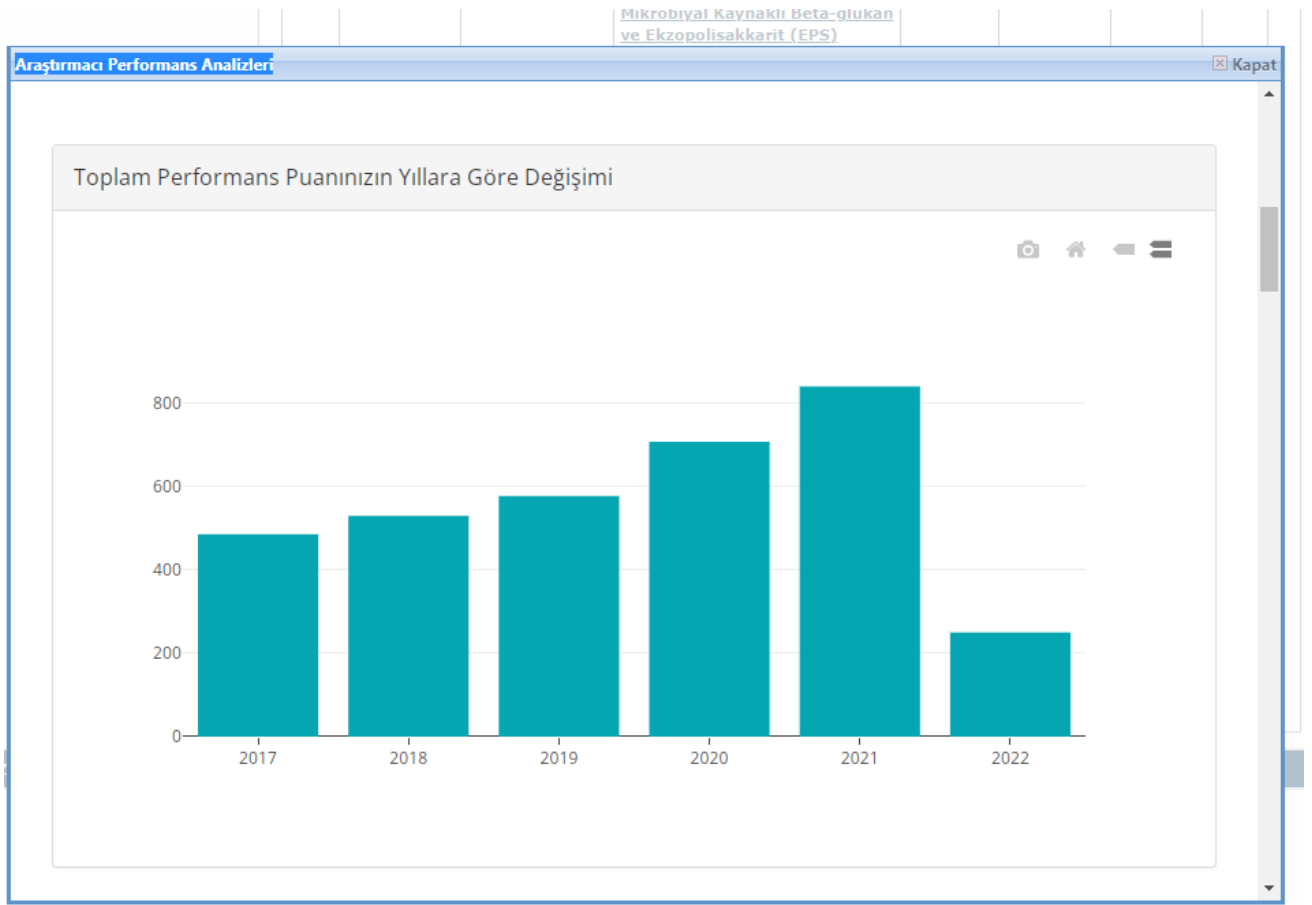 Mikrobiyal Kaynaklı Beta-glukan
ve Ekzopolisakkarit (EPS)
Araştırmacı Performans Analizleri
Kapat
Toplam Performans Puanınızın Yıllara Göre Değişimi
800
600
400
200
0
2017 2018 2019 2020 2021 2022